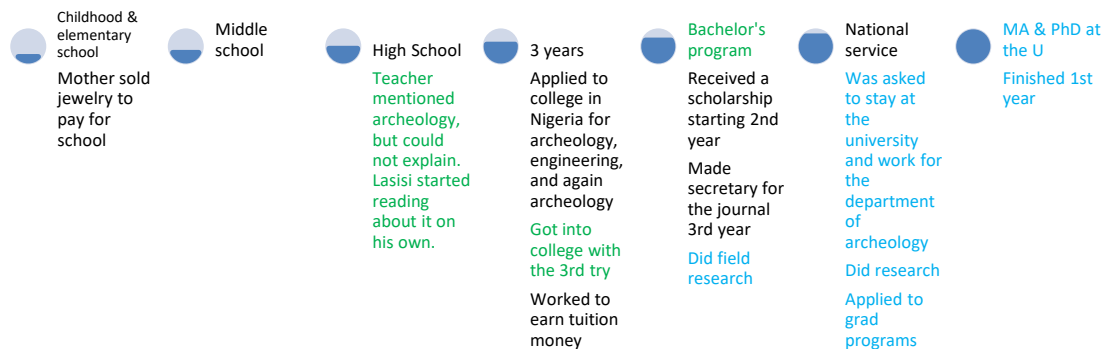 Childhood &
elementary
school
Mother sold
jewelry to
pay for
school
Middle
school
High School
Teacher
mentioned
archeology,
but could
not explain.
Lasisi started
reading
about it on
his own.
3 years
Applied to
college in
Nigeria for
archeology,
engineering,
and again
archeology
Got into
college with
the 3rd try
Worked to
earn tuition
money
Bachelor's
program
Received a
scholarship
starting 2nd
year
Made
secretary for
the journal
3rd year
Did field
research
National
service
Was asked
to stay at
the
university
and work for
the
department
of
archeology
Did research
Applied to
grad
programs
MA & PhD at
the U
Finished 1st
year